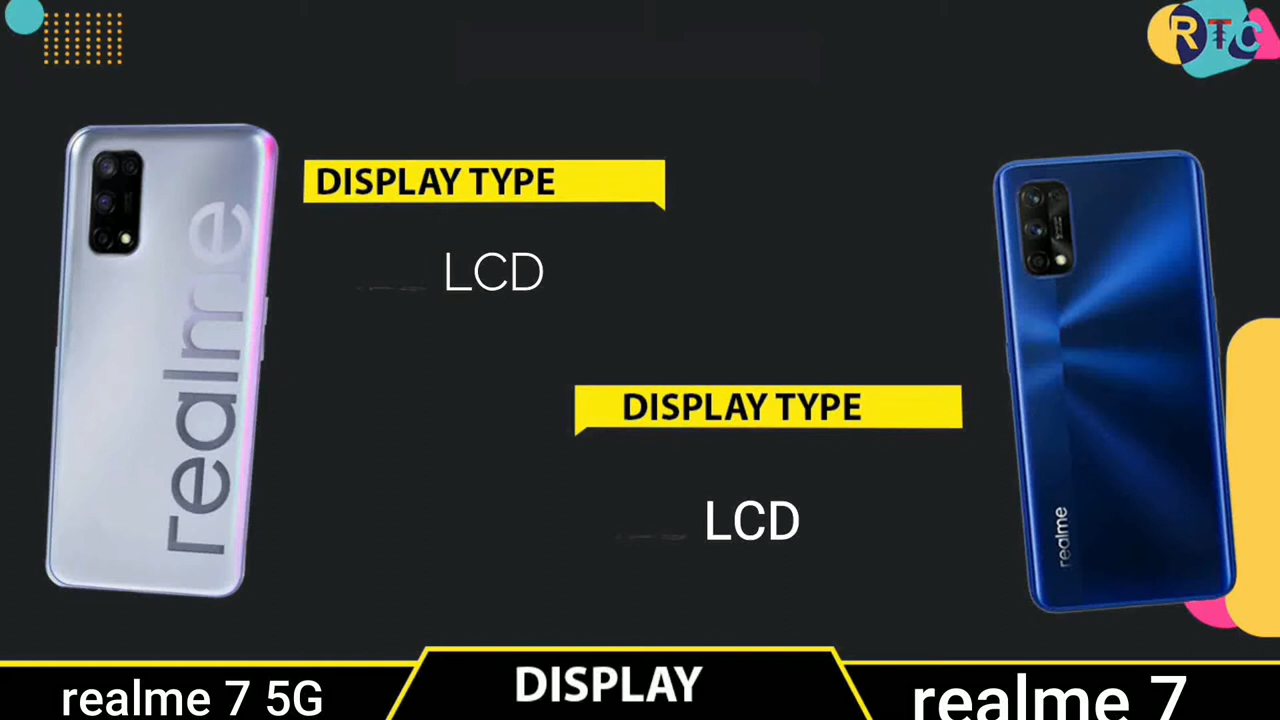 RTC
DISPLAY TYPE
LCD
realme
DISPLAY TYPE
LCD
realme
realme 7 5G
DISPLAY
realme 7